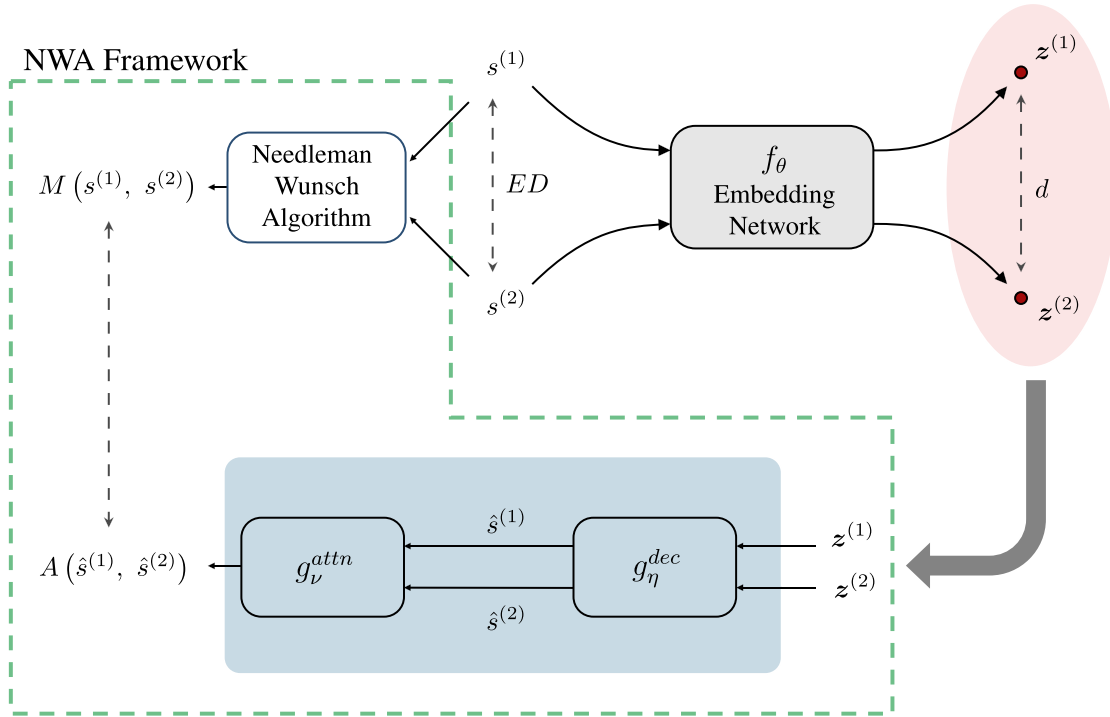 NWA Framework
s^{(1)}
z^{(1)}
Needleman
Wunsch
Algorithm
M (s^{(1)}, s^{(2)})
ED
f_θ
Embedding
Network
d
s^{(2)}
z^{(2)}
ŝ^{(1)}
z^{(1)}
A (ŝ^{(1)}, ŝ^{(2)})
g_ν^{attn}
g_η^{dec}
z^{(2)}
ŝ^{(2)}